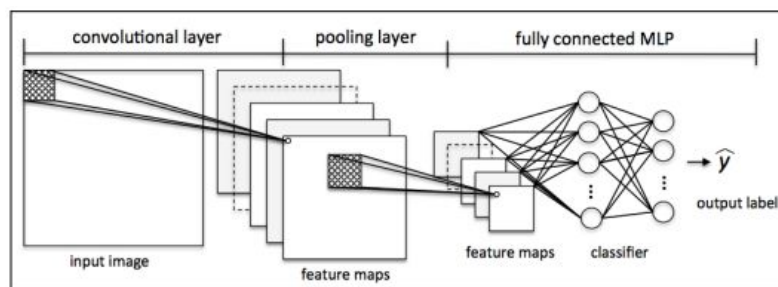 convolutional layer pooling layer fully connected MLP
ŷ
output label
input image feature maps feature maps classifier